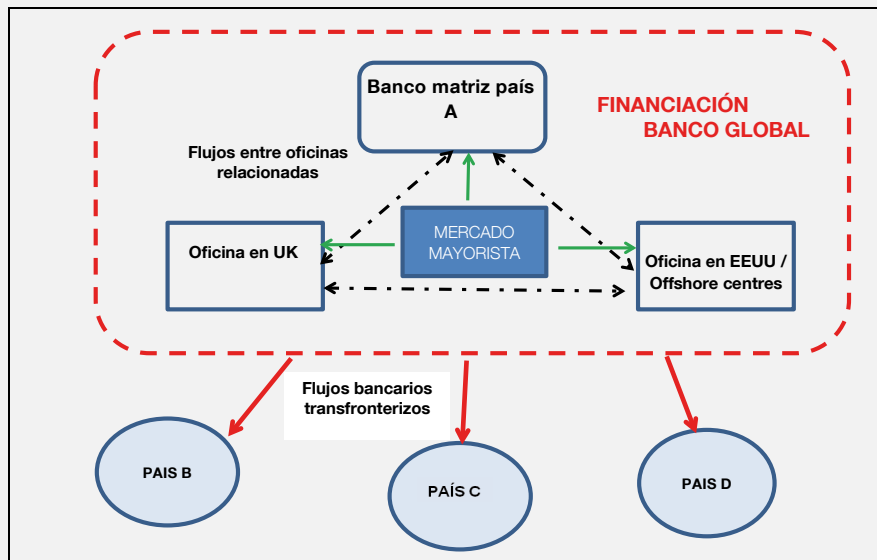 Banco matriz país
A
FINANCIACIÓN
BANCO GLOBAL
Flujos entre oficinas
relacionadas
Oficina en UK
MERCADO
MAYORISTA
Oficina en EEUU /
Offshore centres
Flujos bancarios
transfronterizos
PAIS B
PAÍS C
PAIS D